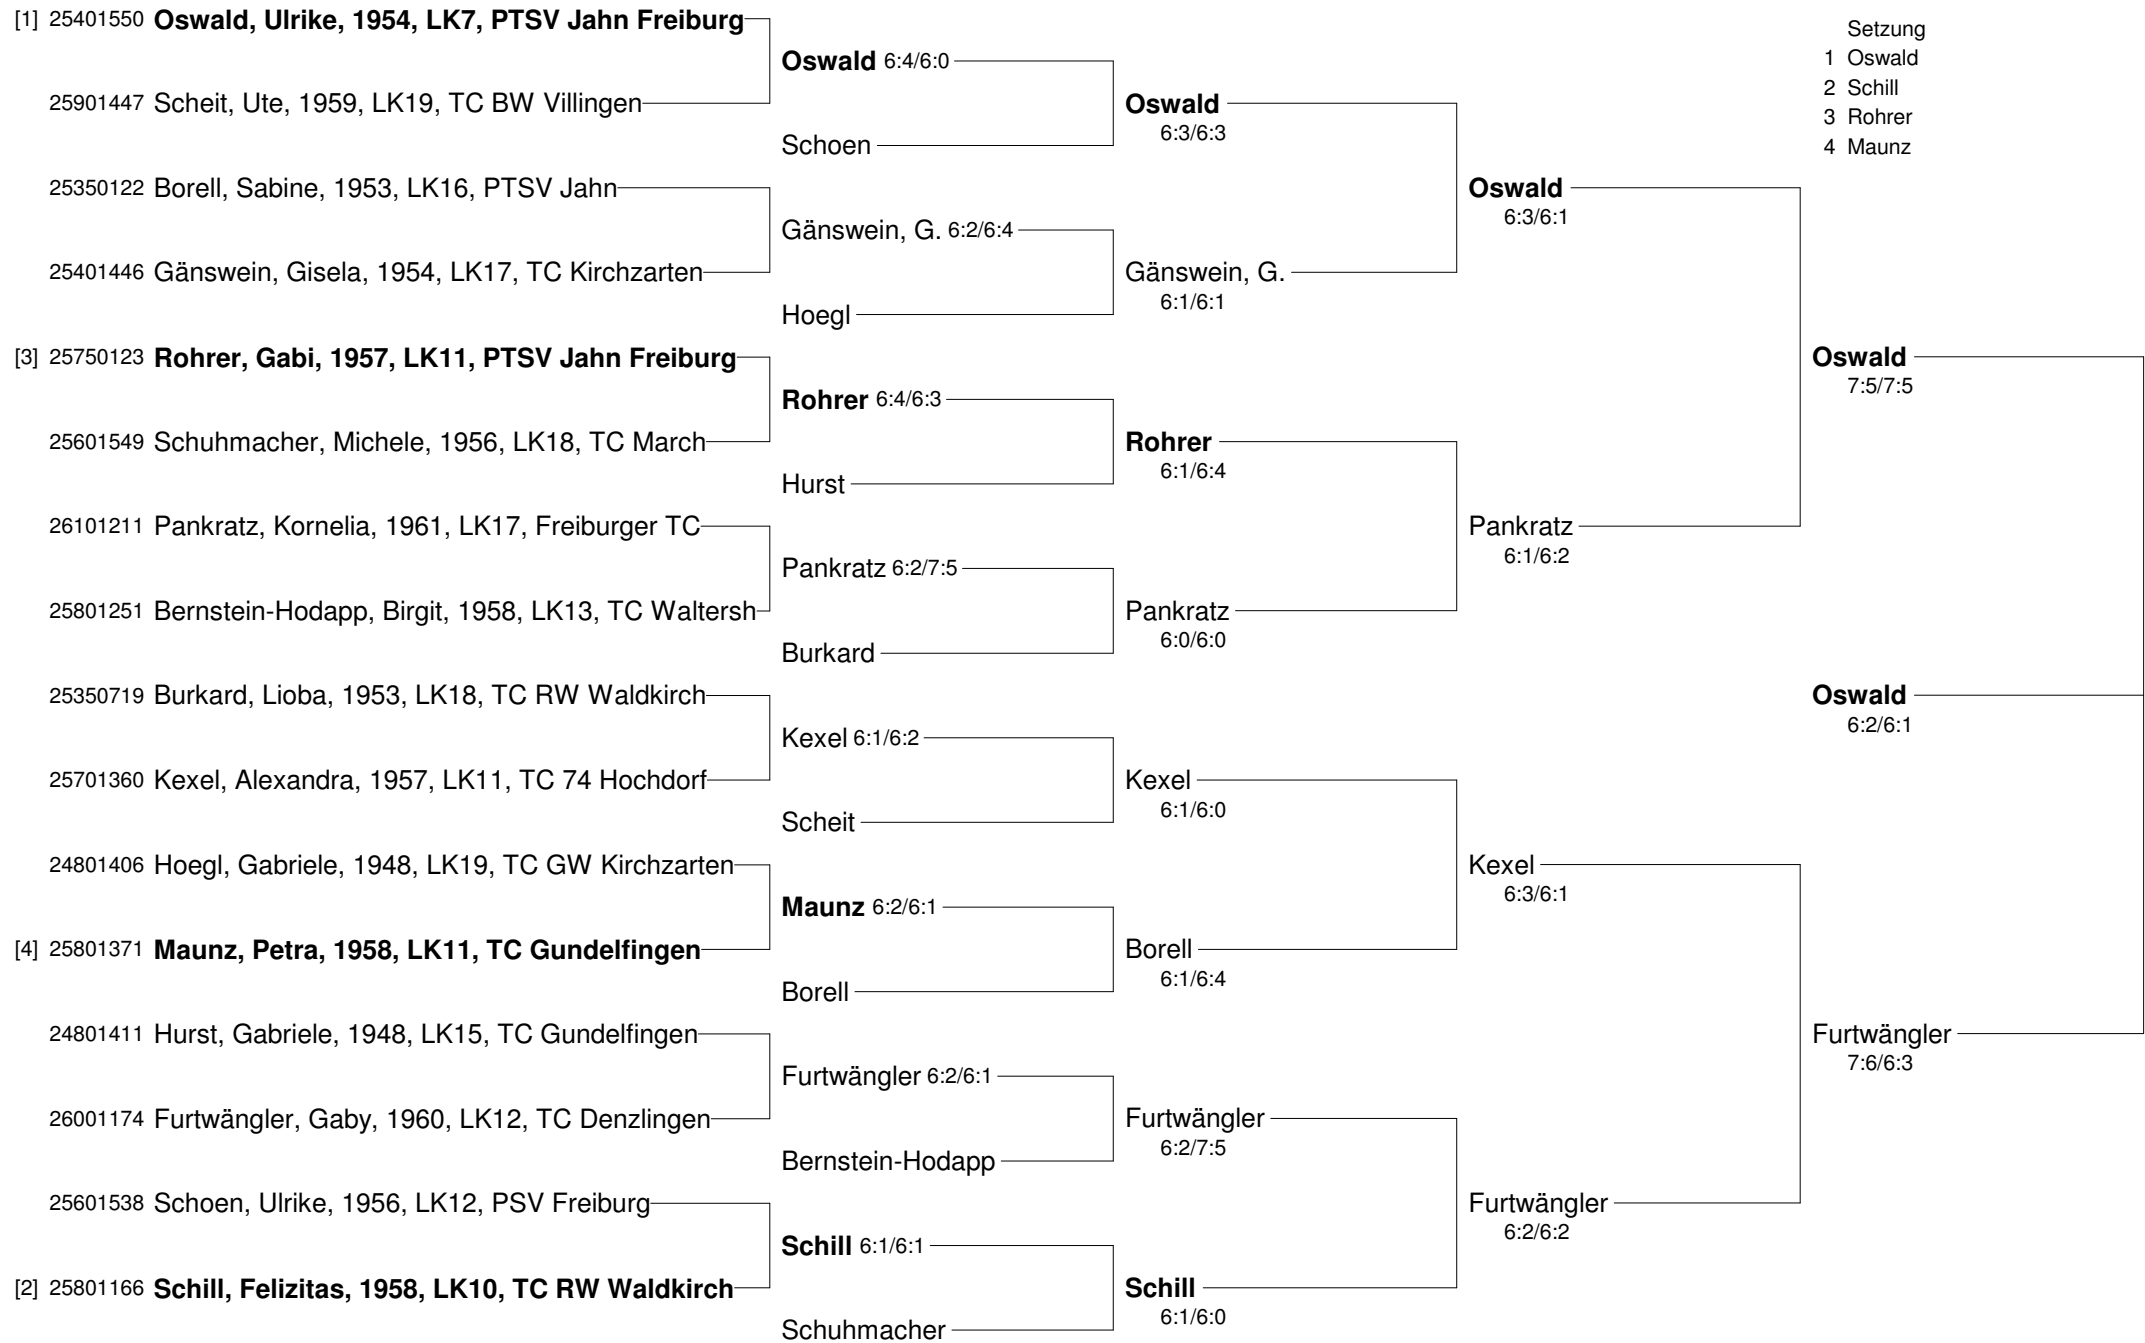 [1] 25401550 Oswald, Ulrike, 1954, LK7, PTSV Jahn Freiburg
25901447 Scheit, Ute, 1959, LK19, TC BW Villingen
25350122 Borell, Sabine, 1953, LK16, PTSV Jahn
25401446 Gänswein, Gisela, 1954, LK17, TC Kirchzarten
[3] 25750123 Rohrer, Gabi, 1957, LK11, PTSV Jahn Freiburg
25601549 Schuhmacher, Michele, 1956, LK18, TC March
26101211 Pankratz, Kornelia, 1961, LK17, Freiburger TC
25801251 Bernstein-Hodapp, Birgit, 1958, LK13, TC Waltersh
25350719 Burkard, Lioba, 1953, LK18, TC RW Waldkirch
25701360 Kexel, Alexandra, 1957, LK11, TC 74 Hochdorf
24801406 Hoegl, Gabriele, 1948, LK19, TC GW Kirchzarten
[4] 25801371 Maunz, Petra, 1958, LK11, TC Gundelfingen
24801411 Hurst, Gabriele, 1948, LK15, TC Gundelfingen
26001174 Furtwängler, Gaby, 1960, LK12, TC Denzlingen
25601538 Schoen, Ulrike, 1956, LK12, PSV Freiburg
[2] 25801166 Schill, Felizitas, 1958, LK10, TC RW Waldkirch
Oswald 6:4/6:0
Schoen
Gänswein, G. 6:2/6:4
Hoegl
Rohrer 6:4/6:3
Hurst
Pankratz 6:2/7:5
Burkard
Kexel 6:1/6:2
Scheit
Maunz 6:2/6:1
Borell
Furtwängler 6:2/6:1
Bernstein-Hodapp
Schill 6:1/6:1
Schuhmacher
Oswald
6:3/6:3
Gänswein, G.
6:1/6:1
Rohrer
6:1/6:4
Pankratz
6:0/6:0
Kexel
6:1/6:0
Borell
6:1/6:4
Furtwängler
6:2/7:5
Schill
6:1/6:0
Oswald
6:3/6:1
Pankratz
6:1/6:2
Kexel
6:3/6:1
Furtwängler
6:2/6:2
Setzung
1 Oswald
2 Schill
3 Rohrer
4 Maunz
Oswald
7:5/7:5
Oswald
6:2/6:1
Furtwängler
7:6/6:3